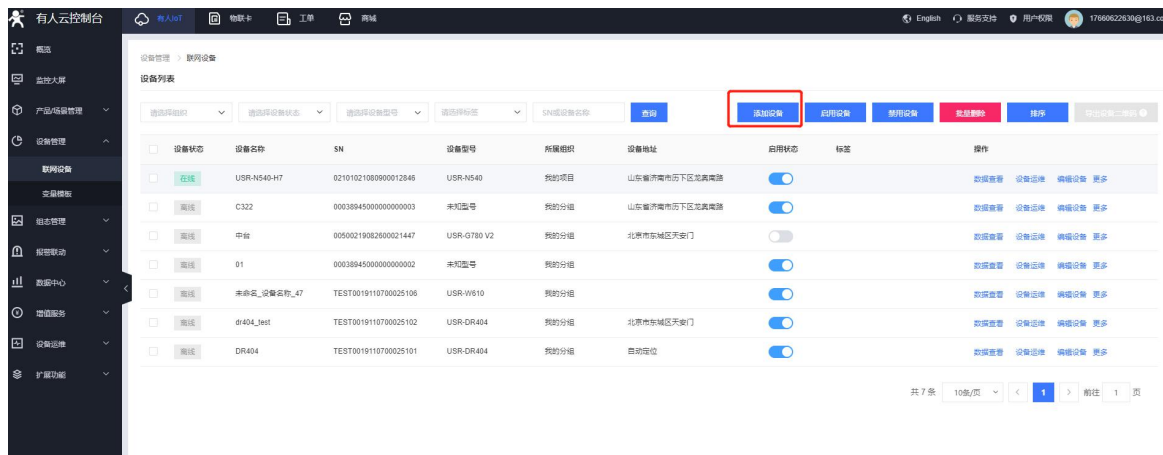 有人云控制台 有人IoT 物联卡 工单 商城 English 服务支持 用户权限 17660622630@163.co
概览
监控大屏
产品/场景管理
设备管理
联网设备
变量模板
组态管理
报警联动
数据中心
增值服务
设备运维
扩展功能
设备管理 > 联网设备
设备列表
请选择组织 请选择设备状态 请选择设备型号 请选择标签 SN或设备名称 查询 添加设备 启用设备 禁用设备 批量删除 排序 导出设备二维码
设备状态 设备名称 SN 设备型号 所属组织 设备地址 启用状态 标签 操作
在线 USR-N540-H7 02101021080900012846 USR-N540 我的项目 山东省济南市历下区龙奥南路 数据查看 设备运维 编辑设备 更多
离线 C322 00038945000000000003 未知型号 我的分组 山东省济南市历下区龙奥南路 数据查看 设备运维 编辑设备 更多
离线 中台 00500219082600021447 USR-G780 V2 我的分组 北京市东城区天安门 数据查看 设备运维 编辑设备 更多
离线 01 00038945000000000002 未知型号 我的分组 数据查看 设备运维 编辑设备 更多
离线 未命名_设备名称_47 TEST0019110700025106 USR-W610 我的分组 数据查看 设备运维 编辑设备 更多
离线 dr404_test TEST0019110700025102 USR-DR404 我的分组 北京市东城区天安门 数据查看 设备运维 编辑设备 更多
离线 DR404 TEST0019110700025101 USR-DR404 我的分组 自动定位 数据查看 设备运维 编辑设备 更多
共 7 条 10条/页 < 1 > 前往 1 页